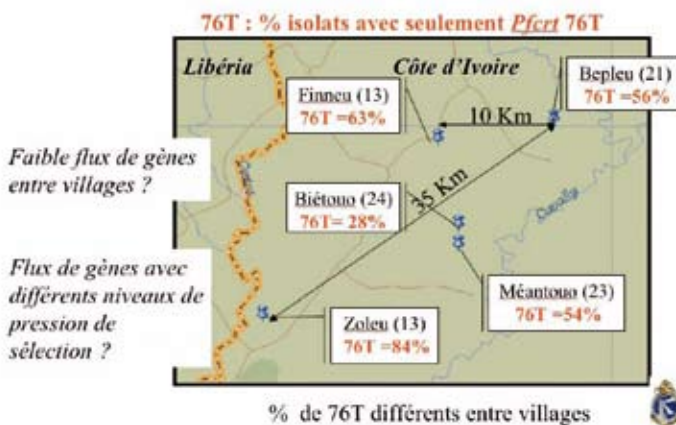 76T : % isolats avec seulement Pfcrt 76T
Libéria
Côte d'Ivoire
Bepleu (21)
76T =56%
Finneu (13)
76T =63%
10 Km
Faible flux de gènes
entre villages ?
Biétouo (24)
76T= 28%
35 Km
Cavally
Flux de gènes avec
différents niveaux de
pression de
sélection ?
Méantouo (23)
76T =54%
Zoleu (13)
76T =84%
% de 76T différents entre villages